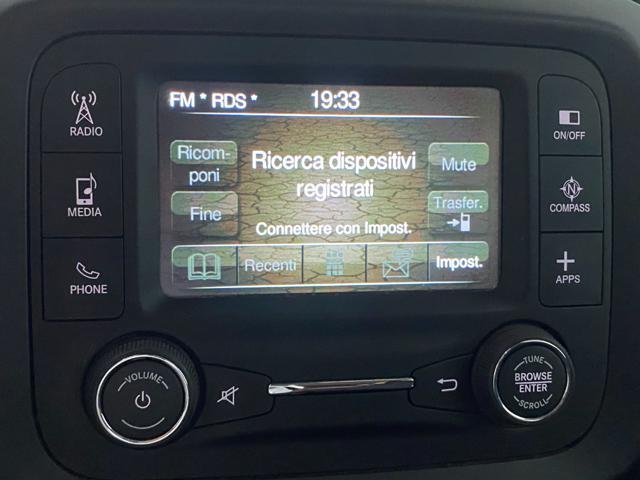 RADIO
MEDIA
PHONE
FM * RDS * 19:33
Ricom-
poni
Fine
Ricerca dispositivi
registrati
Connettere con Impost.
Mute
Trasfer.
Recenti
Impost.
ON/OFF
N
COMPASS
APPS
VOLUME
TUNE
BROWSE
ENTER
SCROLL